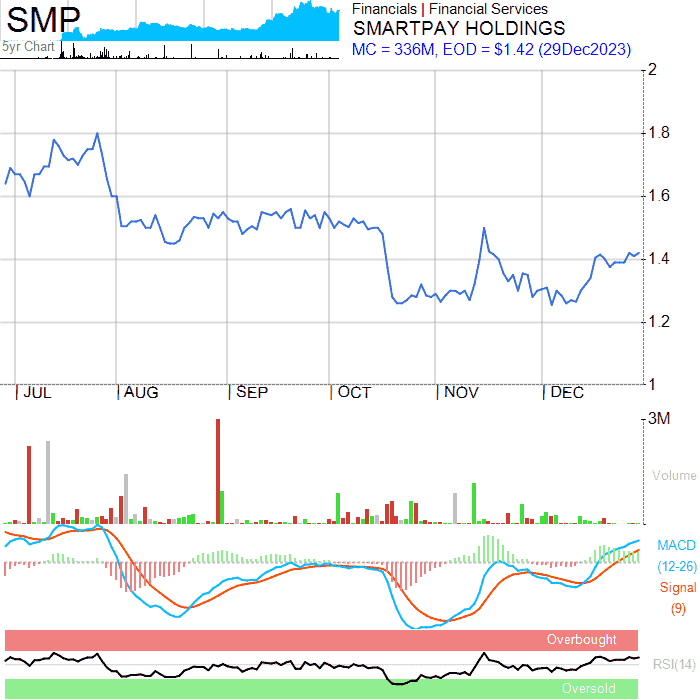 SMP
5yr Chart
Financials | Financial Services
SMARTPAY HOLDINGS
MC = 336M, EOD = $1.42 (29Dec2023)
2
1.8
1.6
1.4
1.2
1
JUL AUG SEP OCT NOV DEC
3M
Volume
MACD
(12-26)
Signal
(9)
Overbought
RSI(14)
Oversold